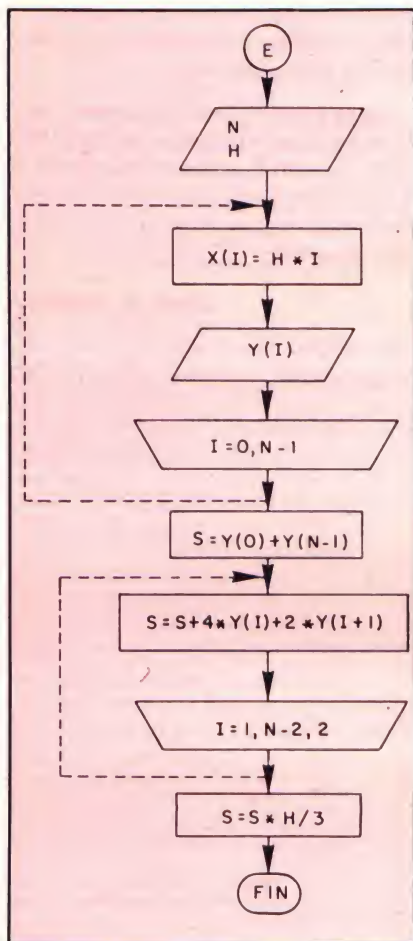 E
N
H
X(I)= H * I
Y(I)
I=0,N-1
S=Y(0)+Y(N-1)
S=S+4*Y(I)+2*Y(I+1)
I=1,N-2,2
S=S* H/3
FIN